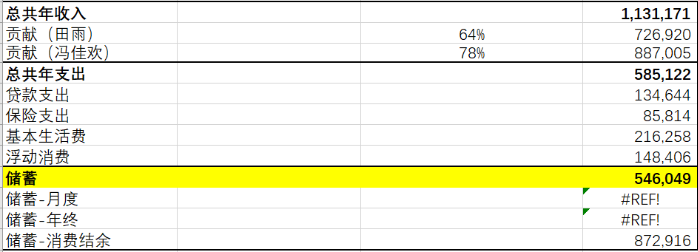 总共年收入 1,131,171
贡献（田雨） 64% 726,920
贡献（冯佳欢） 78% 887,005
总共年支出 585,122
贷款支出 134,644
保险支出 85,814
基本生活费 216,258
浮动消费 148,406
储蓄 546,049
储蓄-月度 #REF!
储蓄-年终 #REF!
储蓄-消费结余 872,916